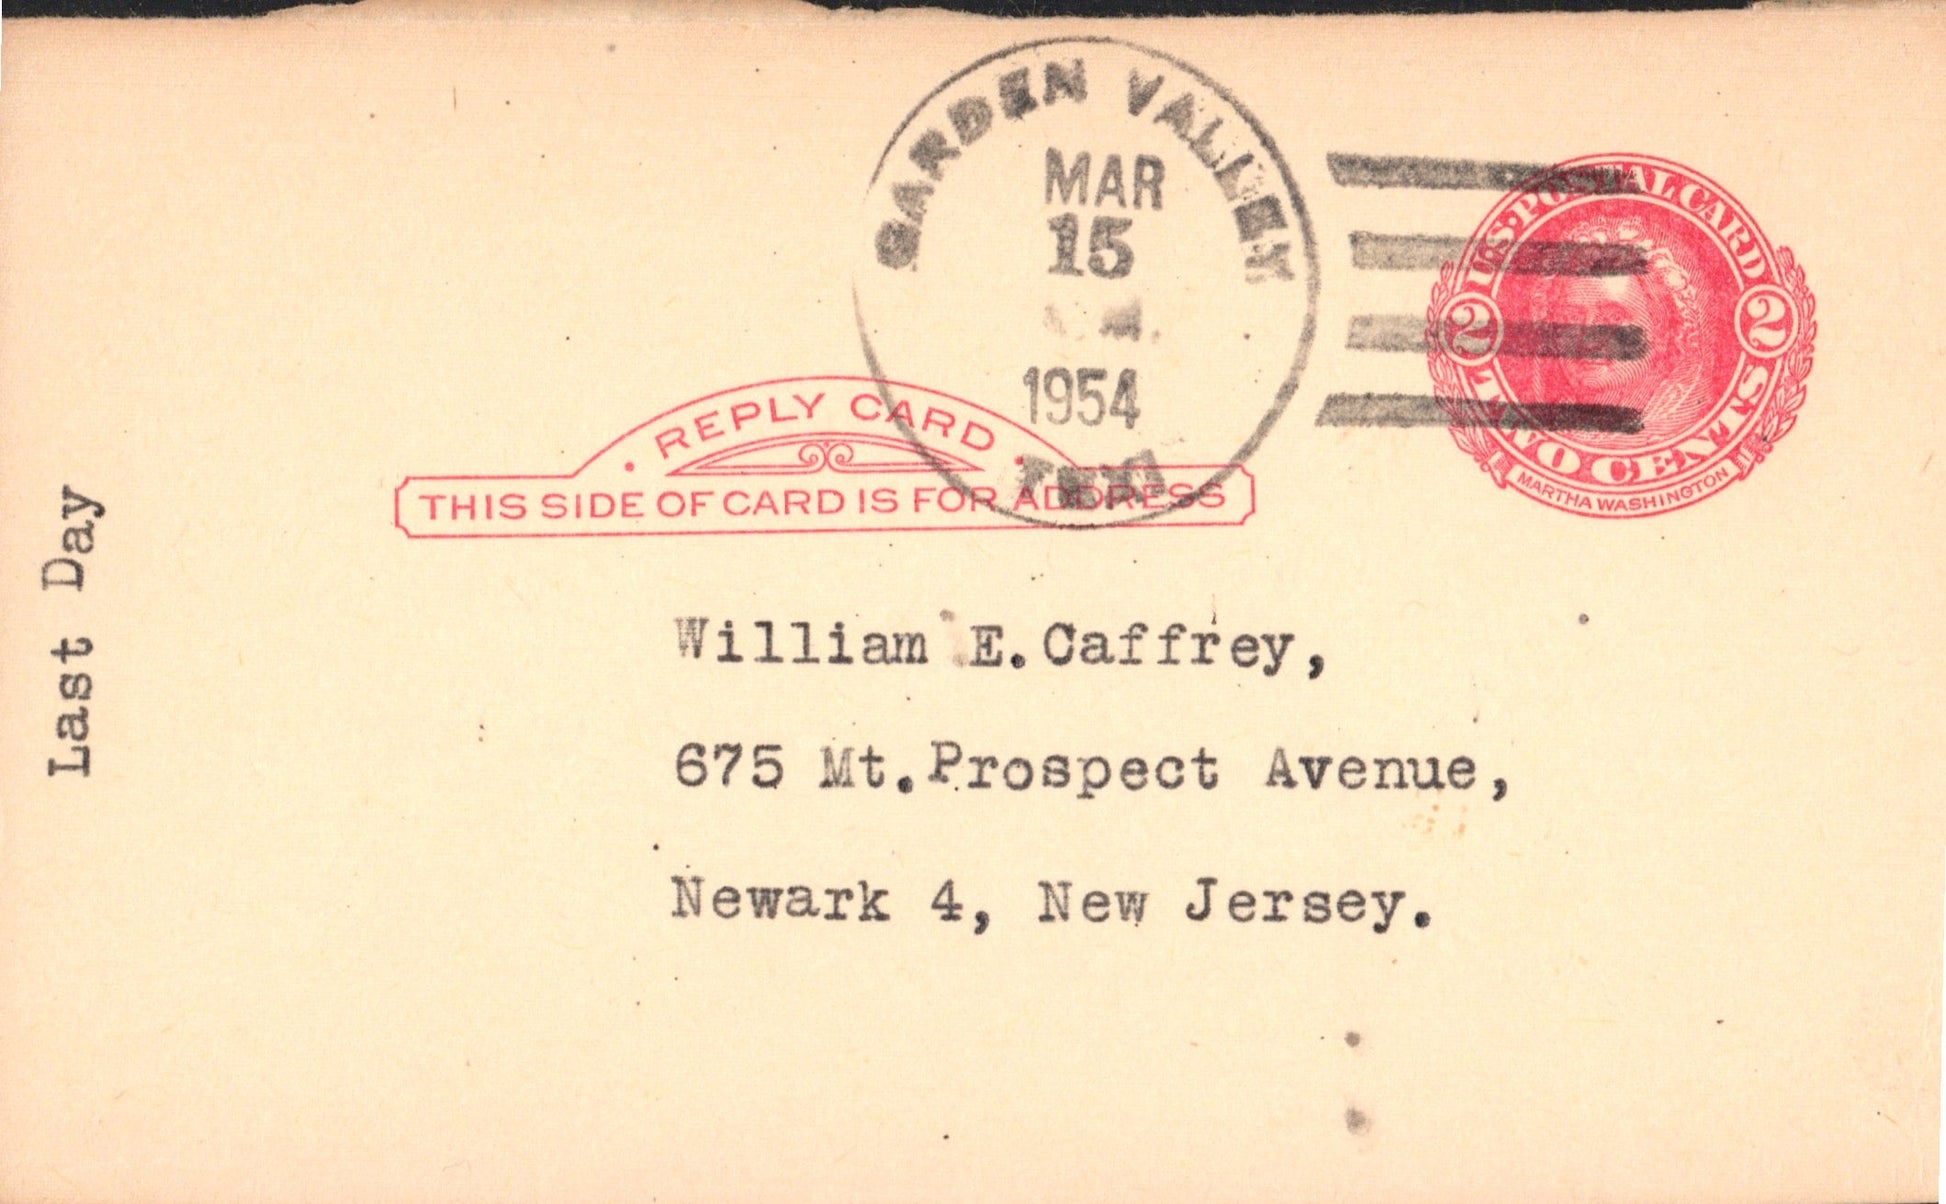 GARDEN VALLEY
MAR
15
M.
1954
TEX
U.S. POSTAL CARD
2 2
TWO CENTS
MARTHA WASHINGTON
· REPLY CARD ·
THIS SIDE OF CARD IS FOR ADDRESS
Last Day
William E. Caffrey,
675 Mt. Prospect Avenue,
Newark 4, New Jersey.